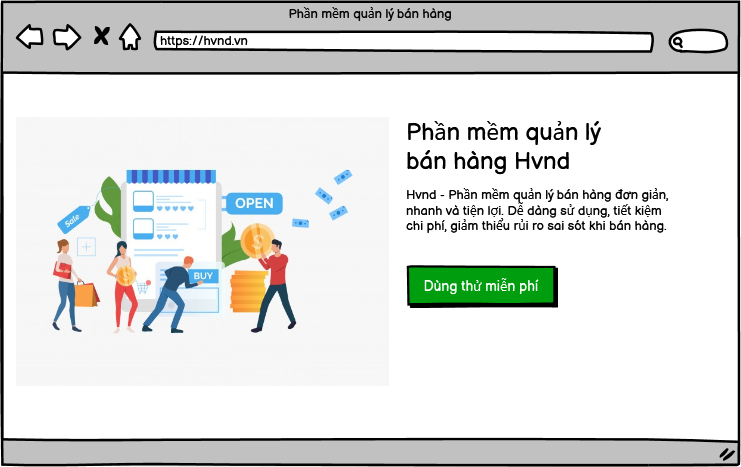 Phần mềm quản lý bán hàng
https://hvnd.vn
Phần mềm quản lý
bán hàng Hvnd
Hvnd - Phần mềm quản lý bán hàng đơn giản,
nhanh và tiện lợi. Dễ dàng sử dụng, tiết kiệm
chi phí, giảm thiểu rủi ro sai sót khi bán hàng.
Dùng thử miễn phí
OPEN
Sale
BUY